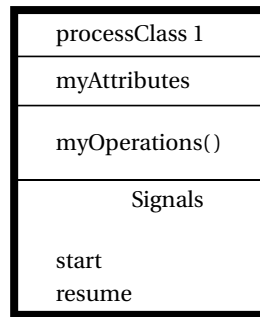 processClass 1
myAttributes
myOperations()
Signals
start
resume